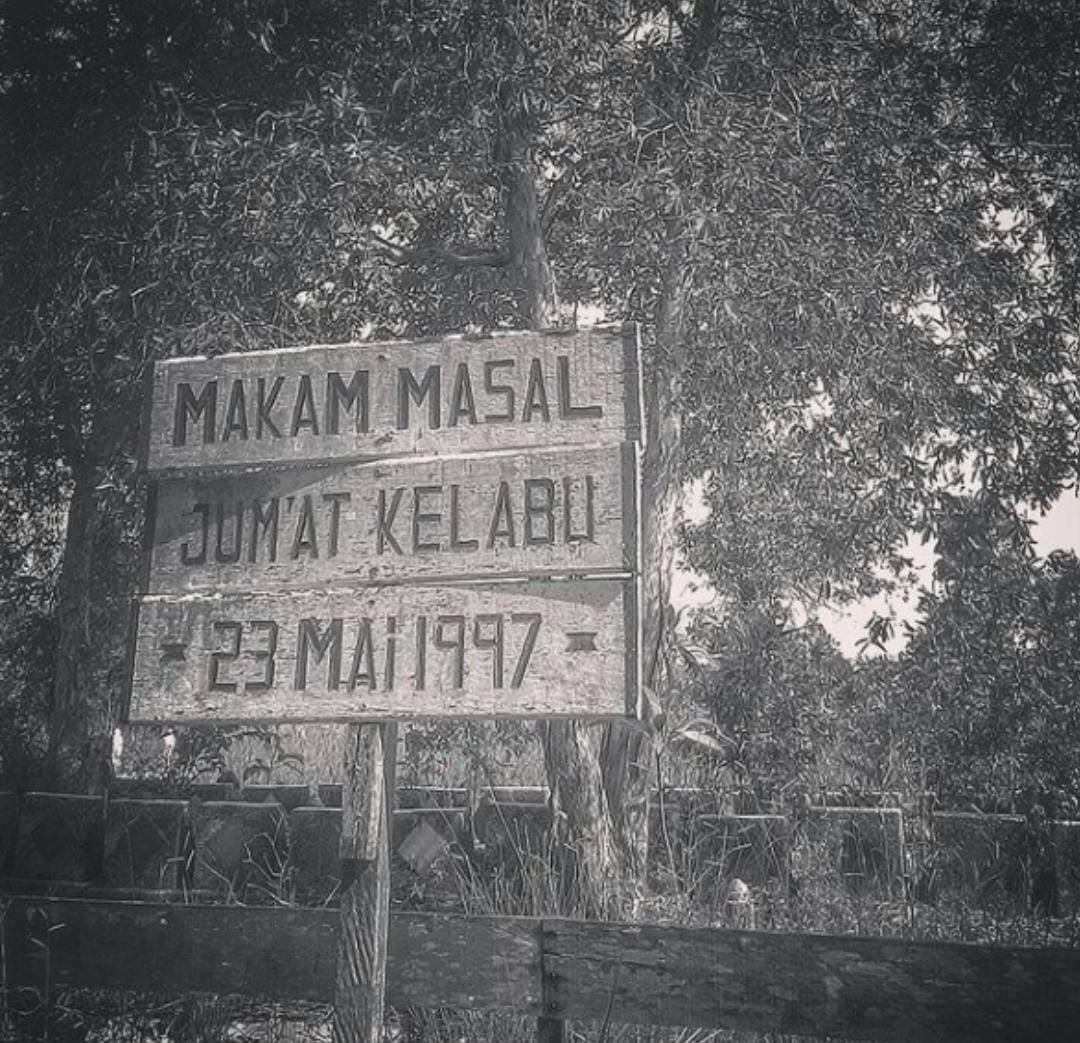 MAKAM MASAL
JUM'AT KELABU
- 23 MAi 1997 -